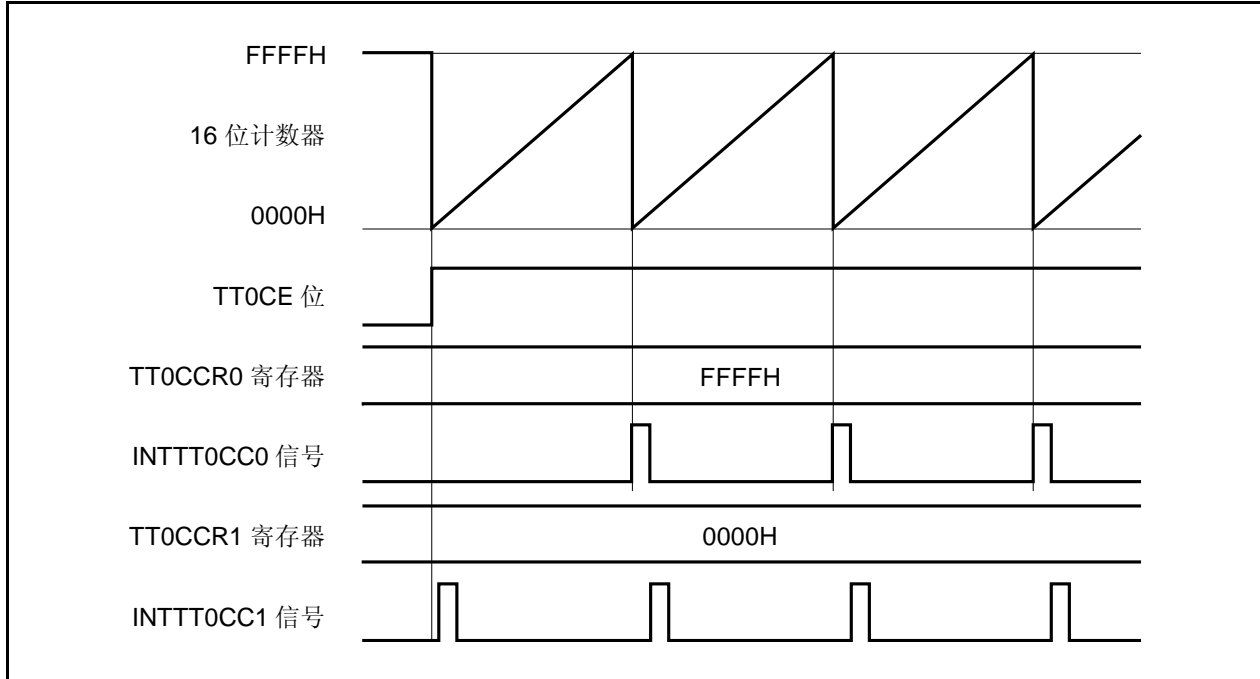 FFFFH
16 位计数器
0000H
TT0CE 位
TT0CCR0 寄存器
FFFFH
INTTT0CC0 信号
TT0CCR1 寄存器
0000H
INTTT0CC1 信号